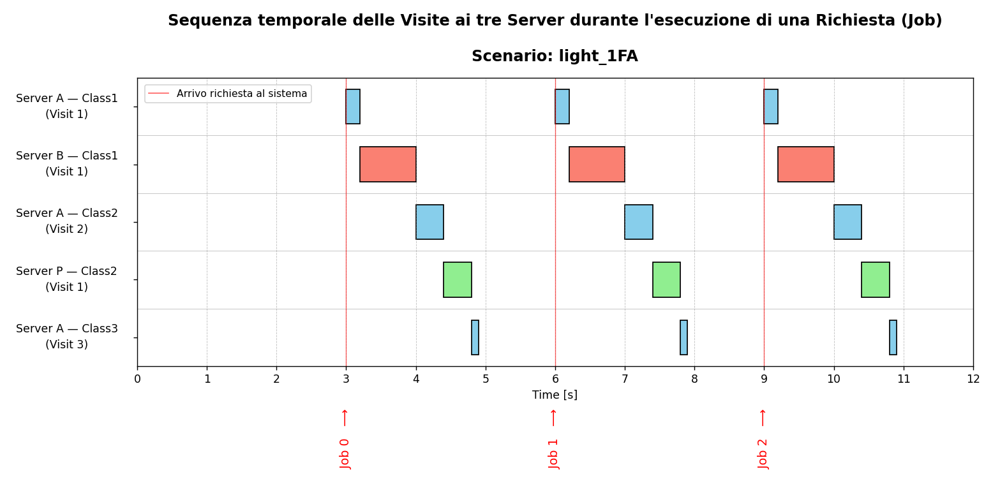 Sequenza temporale delle Visite ai tre Server durante l'esecuzione di una Richiesta (Job)
Scenario: light_1FA
Arrivo richiesta al sistema
Server A — Class1
(Visit 1)
Server B — Class1
(Visit 1)
Server A — Class2
(Visit 2)
Server P — Class2
(Visit 1)
Server A — Class3
(Visit 3)
0 1 2 3 4 5 6 7 8 9 10 11 12
Time [s]
Job 0 →
Job 1 →
Job 2 →